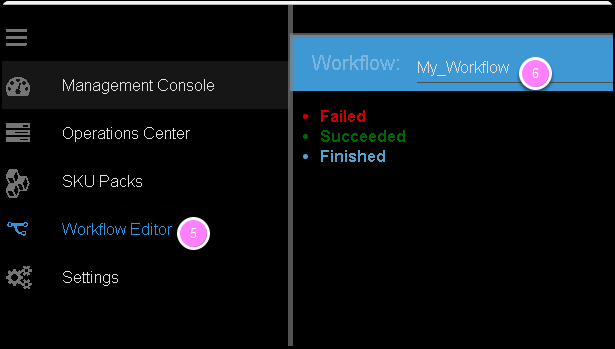 Management Console
Operations Center
SKU Packs
Workflow Editor 5
Settings
Workflow: My_Workflow 6
Failed
Succeeded
Finished